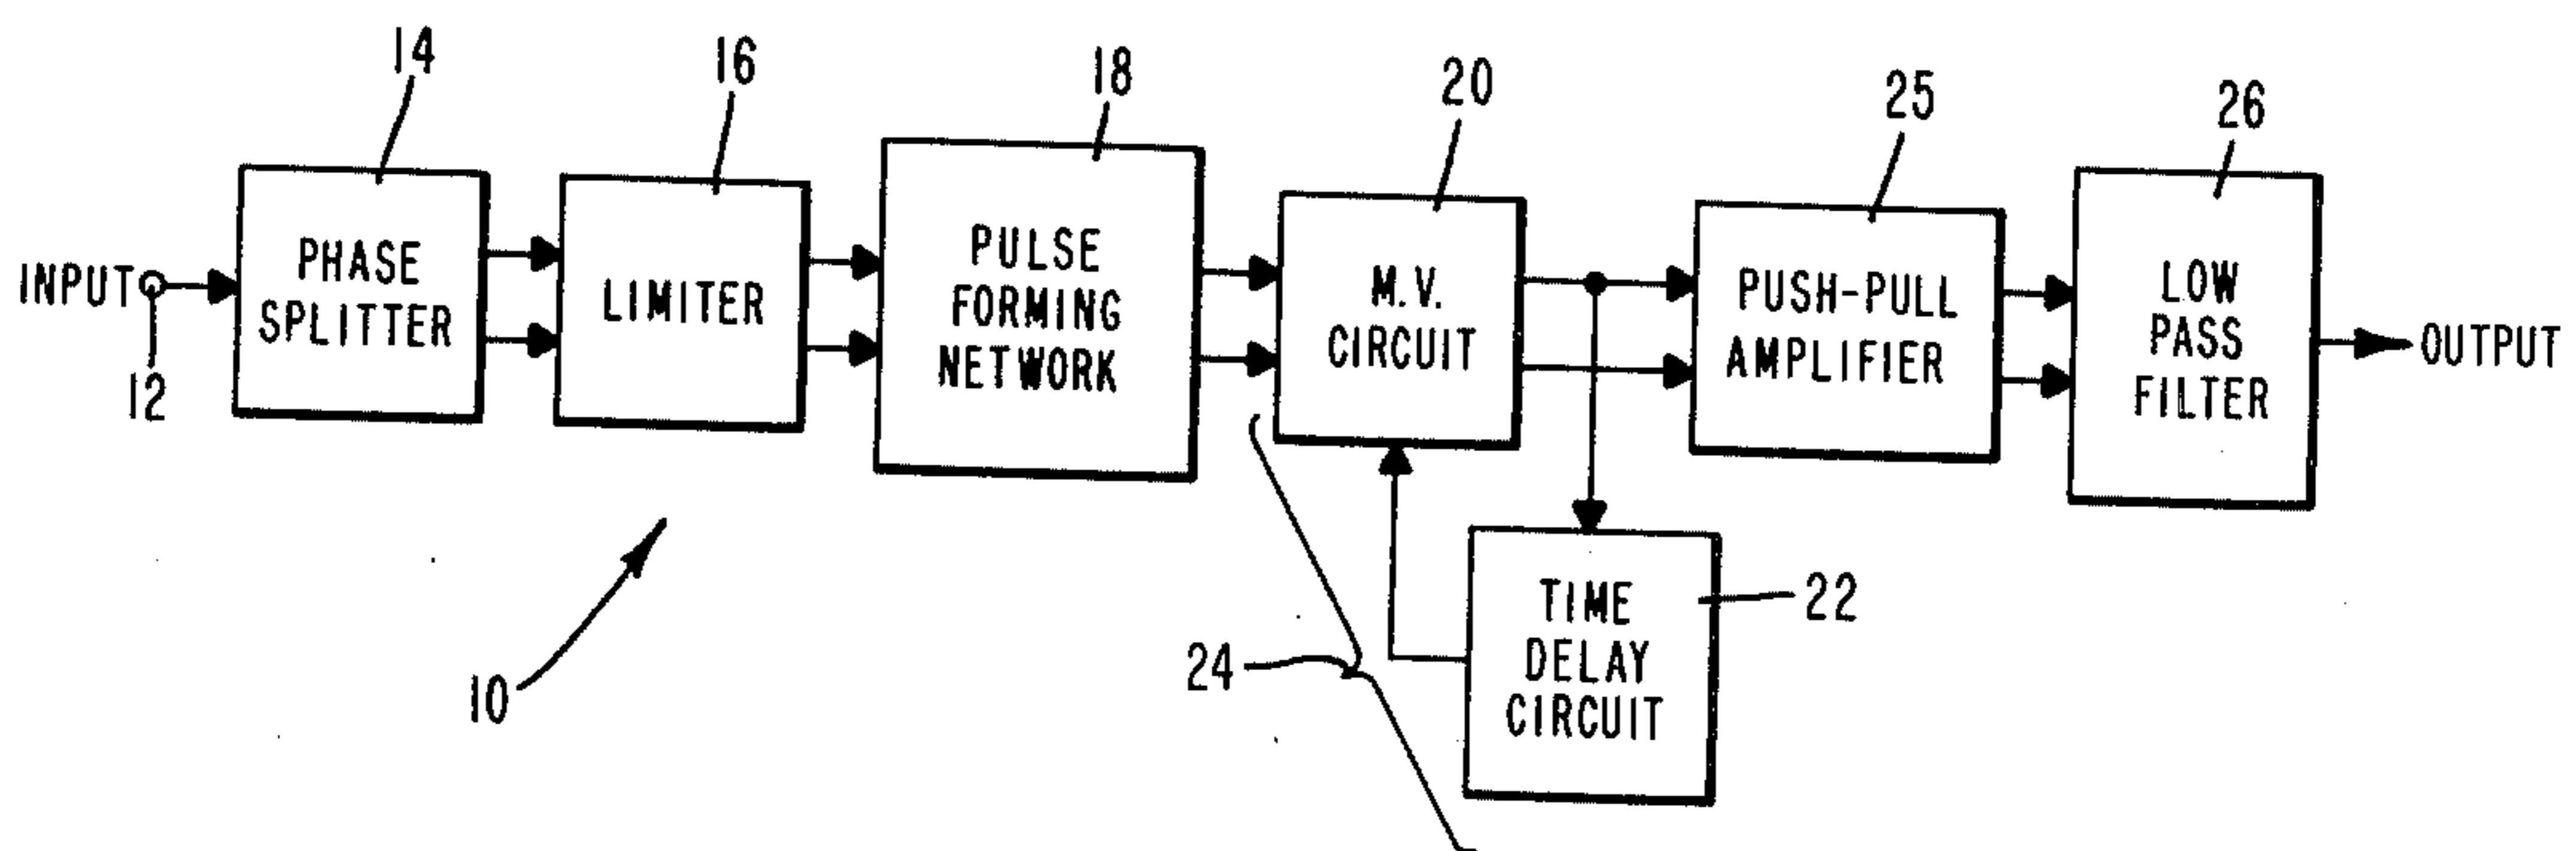 14
16
18
20
25
26
INPUT
12
PHASE
SPLITTER
LIMITER
PULSE
FORMING
NETWORK
M.V.
CIRCUIT
PUSH-PULL
AMPLIFIER
LOW
PASS
FILTER
OUTPUT
10
24
TIME
DELAY
CIRCUIT
22